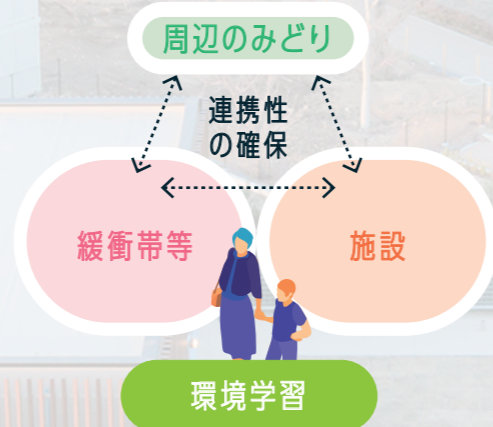 周辺のみどり
連携性
の確保
緩衝帯等
施設
環境学習